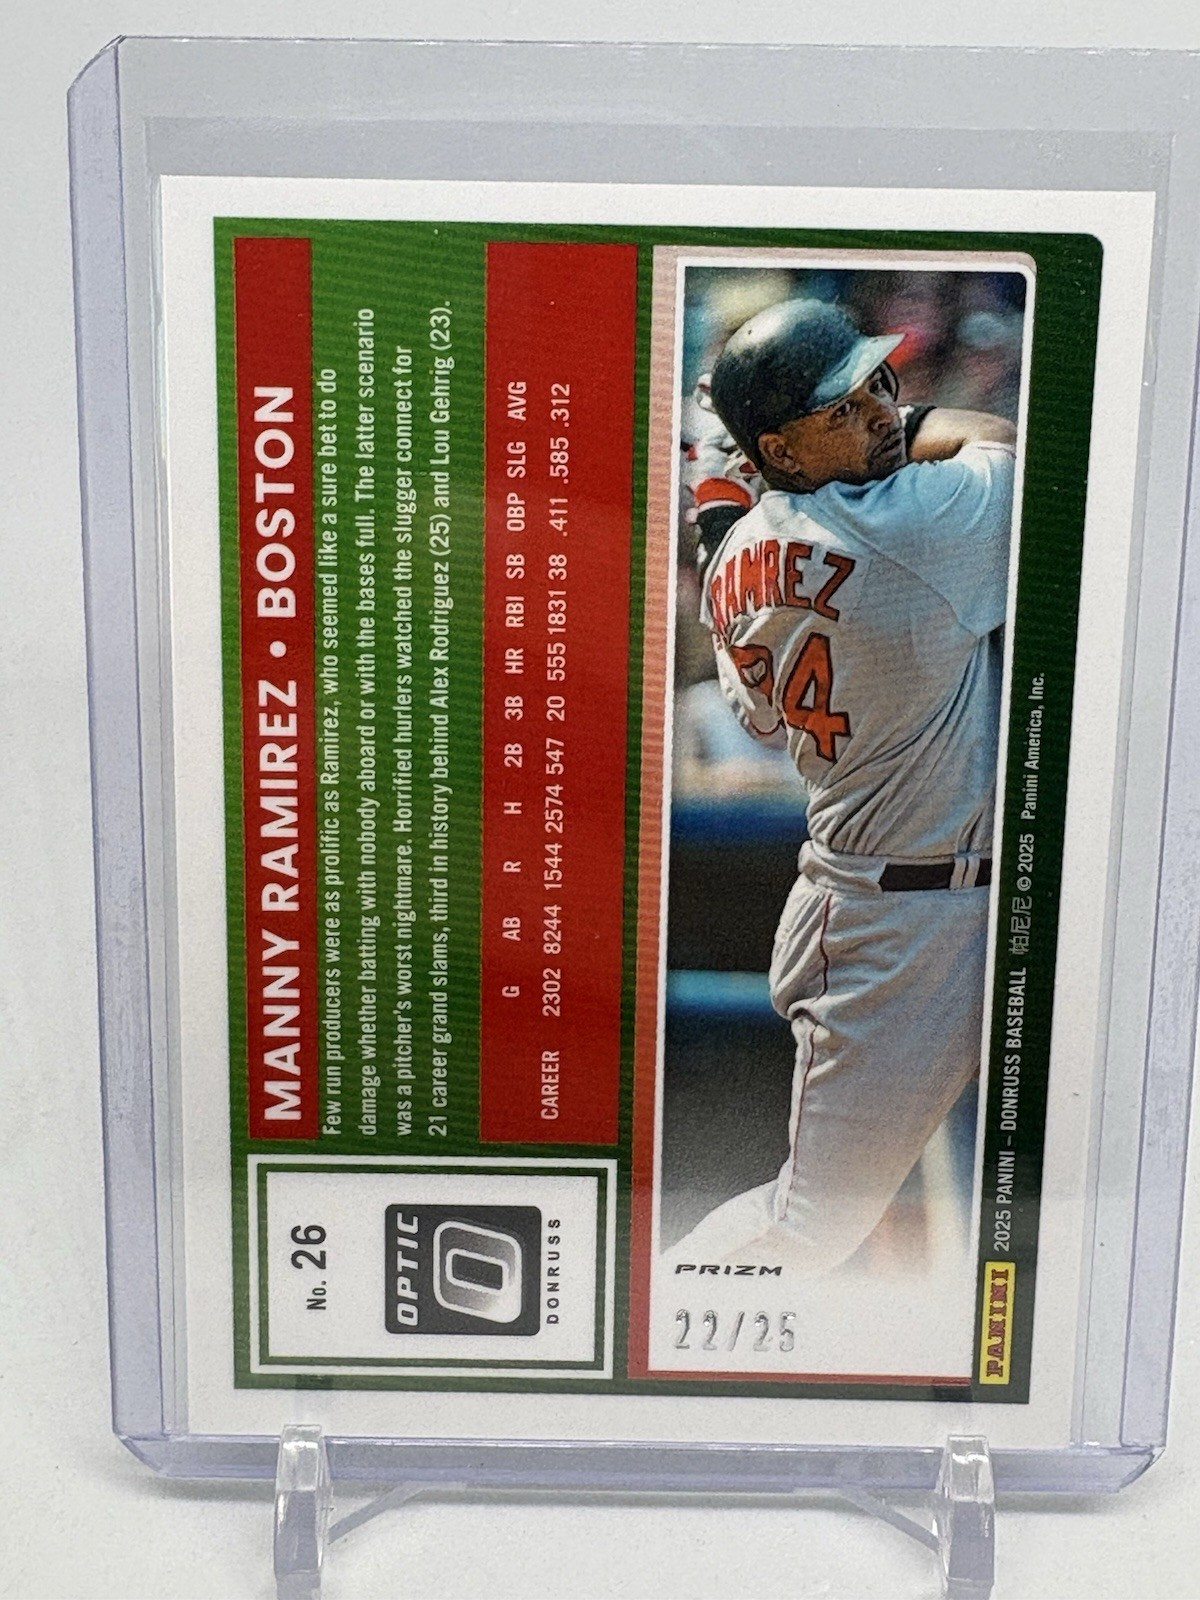 MANNY RAMIREZ • BOSTON
Few run producers were as prolific as Ramirez, who seemed like a sure bet to do
damage whether batting with nobody aboard or with the bases full. The latter scenario
was a pitcher's worst nightmare. Horrified hurlers watched the slugger connect for
21 career grand slams, third in history behind Alex Rodriguez (25) and Lou Gehrig (23).
G AB R H 2B 3B HR RBI SB OBP SLG AVG
CAREER 2302 8244 1544 2574 547 20 555 1831 38 .411 .585 .312
No. 26
OPTIC
DONRUSS
RAMIREZ
24
PRIZM
22/25
PANINI 2025 PANINI – DONRUSS BASEBALL 帕尼尼 © 2025 Panini America, Inc.